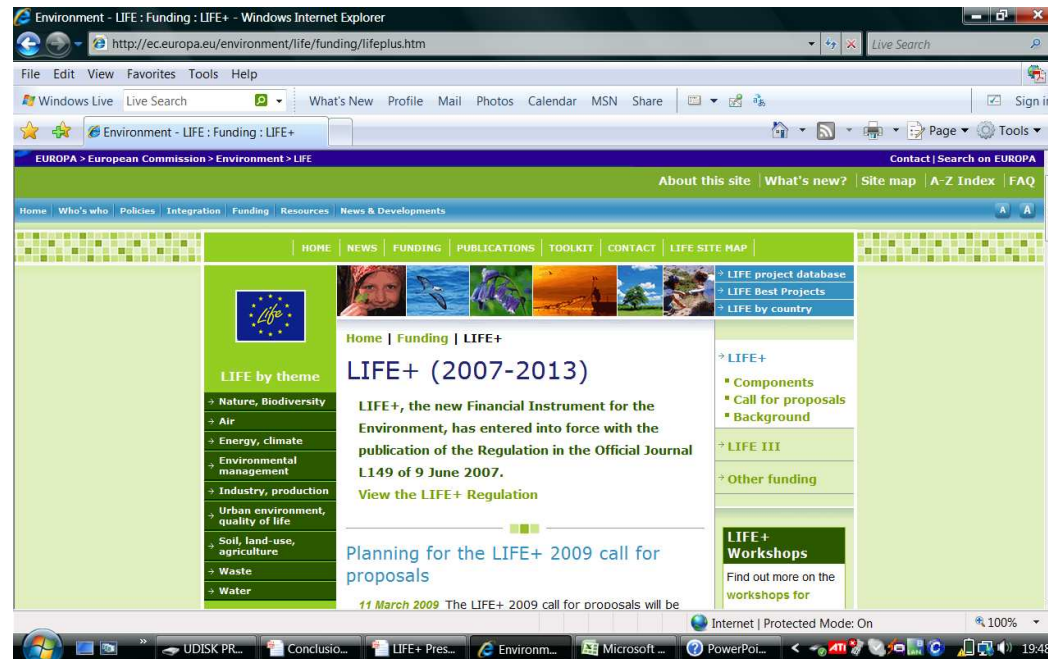 Environment - LIFE : Funding : LIFE+ - Windows Internet Explorer
http://ec.europa.eu/environment/life/funding/lifeplus.htm
Live Search
File Edit View Favorites Tools Help
Windows Live Live Search What's New Profile Mail Photos Calendar MSN Share Sign in
Environment - LIFE : Funding : LIFE+ Page Tools
EUROPA > European Commission > Environment > LIFE Contact | Search on EUROPA
About this site | What's new? | Site map | A-Z Index | FAQ
Home | Who's who | Policies | Integration | Funding | Resources | News & Developments A A
| HOME | NEWS | FUNDING | PUBLICATIONS | TOOLKIT | CONTACT | LIFE SITE MAP |
Life
LIFE by theme
Nature, Biodiversity
Air
Energy, climate
Environmental
management
Industry, production
Urban environment,
quality of life
Soil, land-use,
agriculture
Waste
Water
Home | Funding | LIFE+
LIFE+ (2007-2013)
LIFE+, the new Financial Instrument for the
Environment, has entered into force with the
publication of the Regulation in the Official Journal
L149 of 9 June 2007.
View the LIFE+ Regulation
Planning for the LIFE+ 2009 call for
proposals
11 March 2009 The LIFE+ 2009 call for proposals will be
LIFE project database
LIFE Best Projects
LIFE by country
LIFE+
Components
Call for proposals
Background
LIFE III
Other funding
LIFE+
Workshops
Find out more on the
workshops for
Internet | Protected Mode: On 100%
UDISK PR... Conclusio... LIFE+ Pres... Environm... Microsoft ... PowerPoi... 19:48